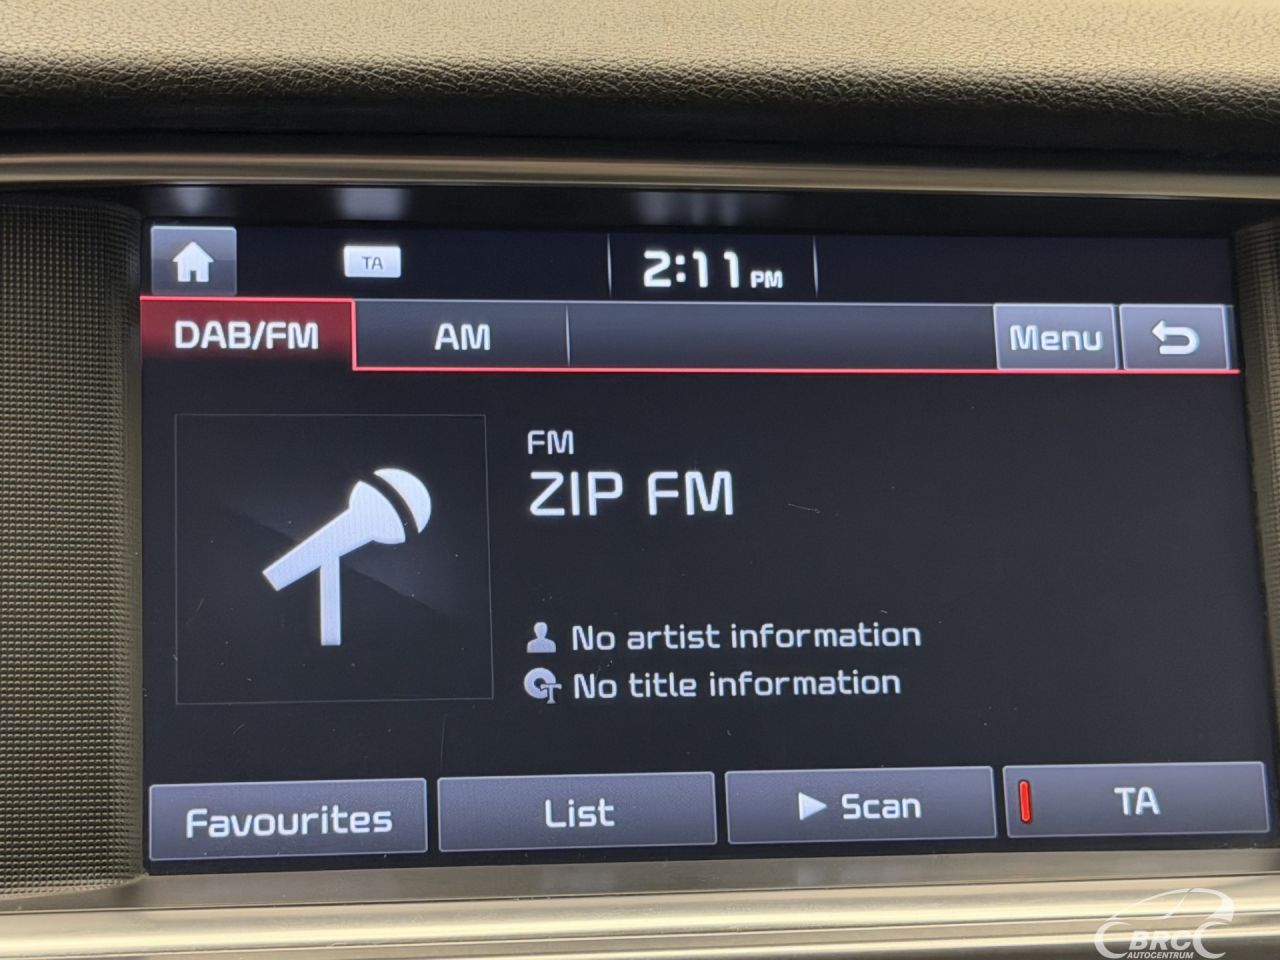 TA
2:11 PM
DAB/FM
AM
Menu
FM
ZIP FM
No artist information
No title information
Favourites
List
Scan
TA
BRC
AUTOCENTRUM